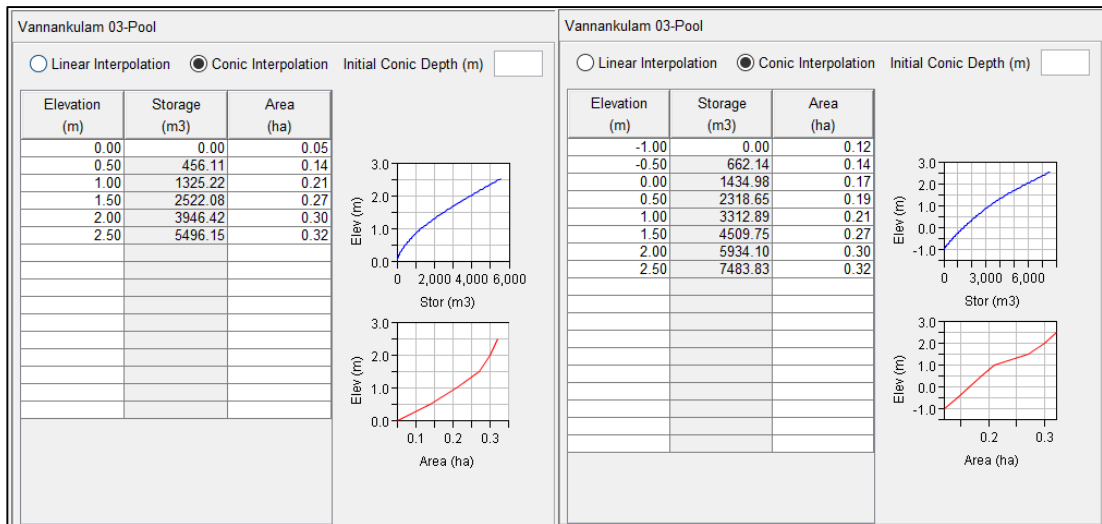 Vannankulam 03-Pool
Linear Interpolation Conic Interpolation Initial Conic Depth (m)
Elevation Storage Area
(m) (m3) (ha)
0.00 0.00 0.05
0.50 456.11 0.14
1.00 1325.22 0.21
1.50 2522.08 0.27
2.00 3946.42 0.30
2.50 5496.15 0.32
3.0
2.0
1.0
0.0
Elev (m)
0 2,000 4,000 6,000
Stor (m3)
3.0
2.0
1.0
0.0
Elev (m)
0.1 0.2 0.3
Area (ha)
Vannankulam 03-Pool
Linear Interpolation Conic Interpolation Initial Conic Depth (m)
Elevation Storage Area
(m) (m3) (ha)
-1.00 0.00 0.12
-0.50 662.14 0.14
0.00 1434.98 0.17
0.50 2318.65 0.19
1.00 3312.89 0.21
1.50 4509.75 0.27
2.00 5934.10 0.30
2.50 7483.83 0.32
3.0
2.0
1.0
0.0
-1.0
Elev (m)
0 3,000 6,000
Stor (m3)
3.0
2.0
1.0
0.0
-1.0
Elev (m)
0.2 0.3
Area (ha)